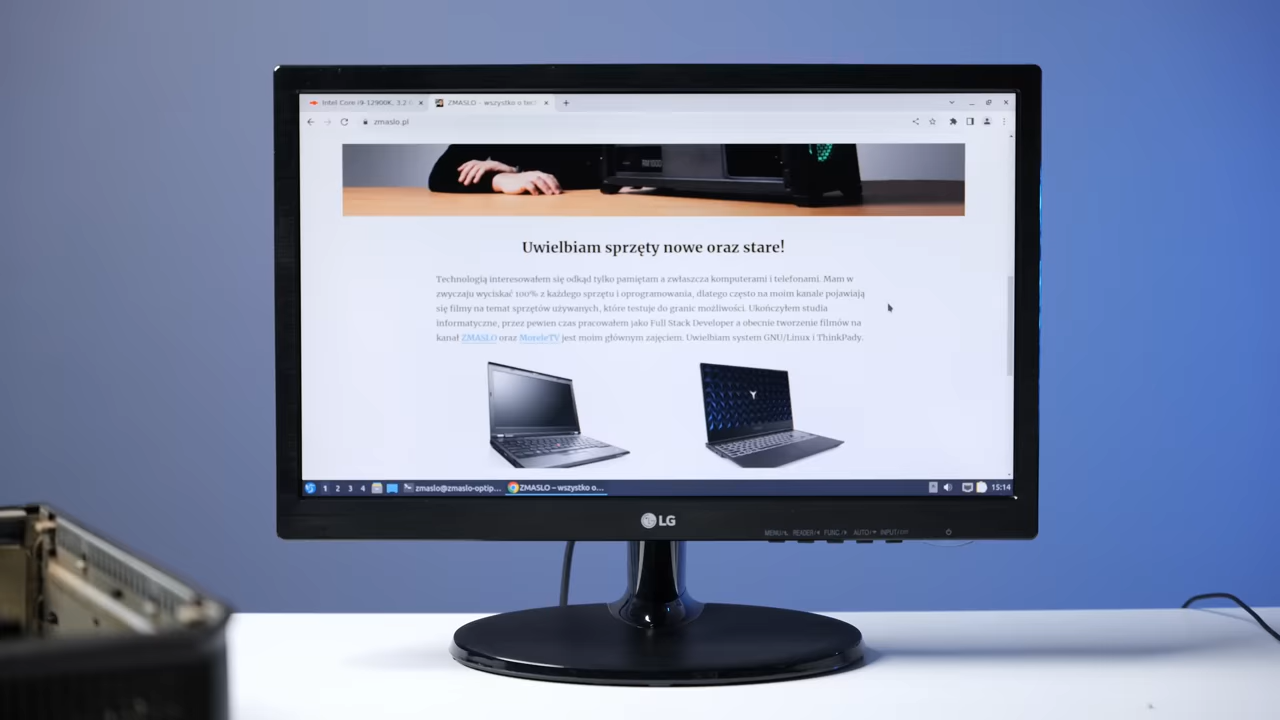 Intel Core i9-12900K, 3.2
ZMASLO – wszystko o tec
zmaslo.pl
Uwielbiam sprzęty nowe oraz stare!
Technologią interesowałem się odkąd tylko pamiętam a zwłaszcza komputerami i telefonami. Mam w
zwyczaju wyciskać 100% z każdego sprzętu i oprogramowania, dlatego często na moim kanale pojawiają
się filmy na temat sprzętów używanych, które testuje do granic możliwości. Ukończyłem studia
informatyczne, przez pewien czas pracowałem jako Full Stack Developer a obecnie tworzenie filmów na
kanał ZMASLO oraz MoreleTV jest moim głównym zajęciem. Uwielbiam system GNU/Linux i ThinkPady.
1 2 3 4 zmaslo@zmaslo-optip... ZMASLO – wszystko o... 15:14
LG
MENU READER FUNC AUTO INPUT